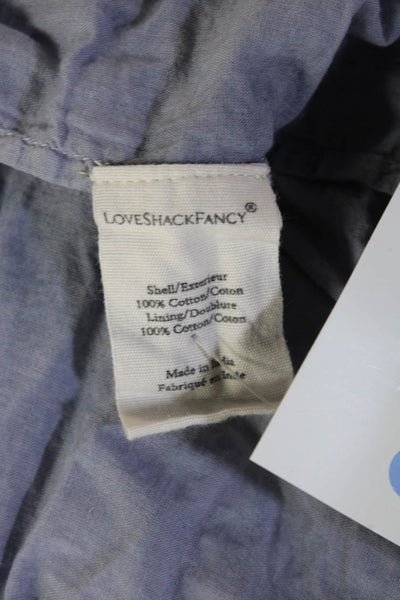 LOVESHACKFANCY®
Shell/Exterieur
100% Cotton/Coton
Lining/Doublure
100% Cotton/Coton
Made in India
Fabriqué en Inde